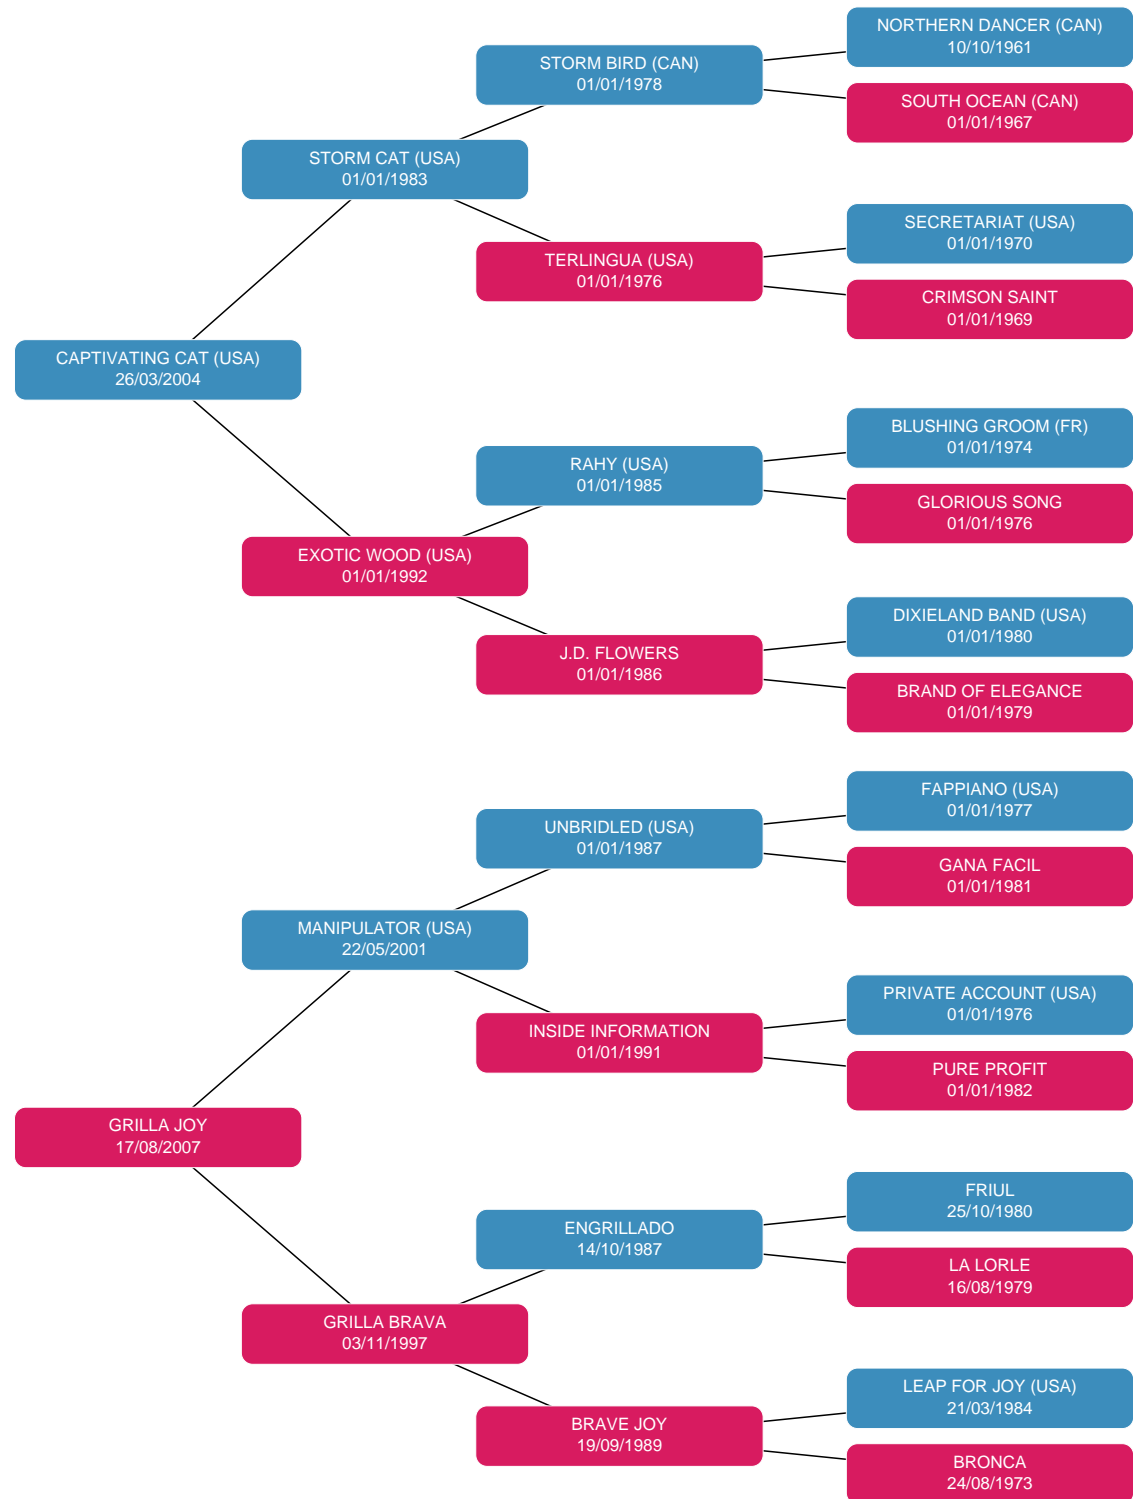 NORTHERN DANCER (CAN)
10/10/1961
STORM BIRD (CAN)
01/01/1978
SOUTH OCEAN (CAN)
01/01/1967
STORM CAT (USA)
01/01/1983
SECRETARIAT (USA)
01/01/1970
TERLINGUA (USA)
01/01/1976
CRIMSON SAINT
01/01/1969
CAPTIVATING CAT (USA)
26/03/2004
BLUSHING GROOM (FR)
01/01/1974
RAHY (USA)
01/01/1985
GLORIOUS SONG
01/01/1976
EXOTIC WOOD (USA)
01/01/1992
DIXIELAND BAND (USA)
01/01/1980
J.D. FLOWERS
01/01/1986
BRAND OF ELEGANCE
01/01/1979
FAPPIANO (USA)
01/01/1977
UNBRIDLED (USA)
01/01/1987
GANA FACIL
01/01/1981
MANIPULATOR (USA)
22/05/2001
PRIVATE ACCOUNT (USA)
01/01/1976
INSIDE INFORMATION
01/01/1991
PURE PROFIT
01/01/1982
GRILLA JOY
17/08/2007
FRIUL
25/10/1980
ENGRILLADO
14/10/1987
LA LORLE
16/08/1979
GRILLA BRAVA
03/11/1997
LEAP FOR JOY (USA)
21/03/1984
BRAVE JOY
19/09/1989
BRONCA
24/08/1973